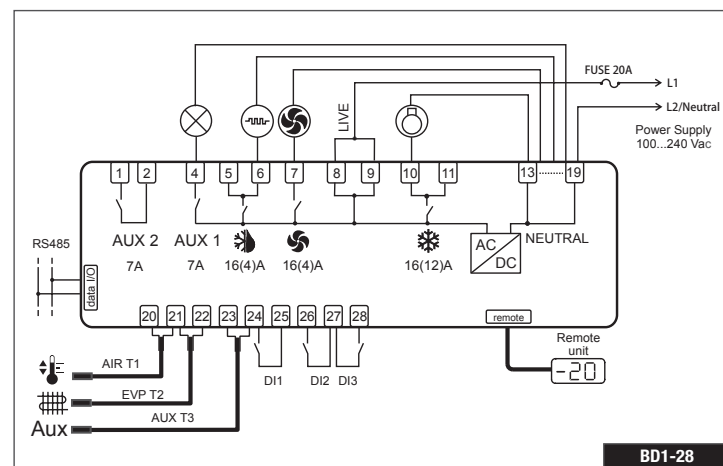 FUSE 20A
L1
L2/Neutral
Power Supply
100...240 Vac
LIVE
1 2 4 5 6 7 8 9 10 11 13 19
AUX 2
AUX 1
AC
DC
NEUTRAL
7A
7A
16(4)A
16(4)A
16(12)A
RS485
data I/O
20 21 22 23 24 25 26 27 28
remote
AIR T1
DI1
DI2
DI3
Remote
unit
-20
EVP T2
AUX T3
Aux
BD1-28